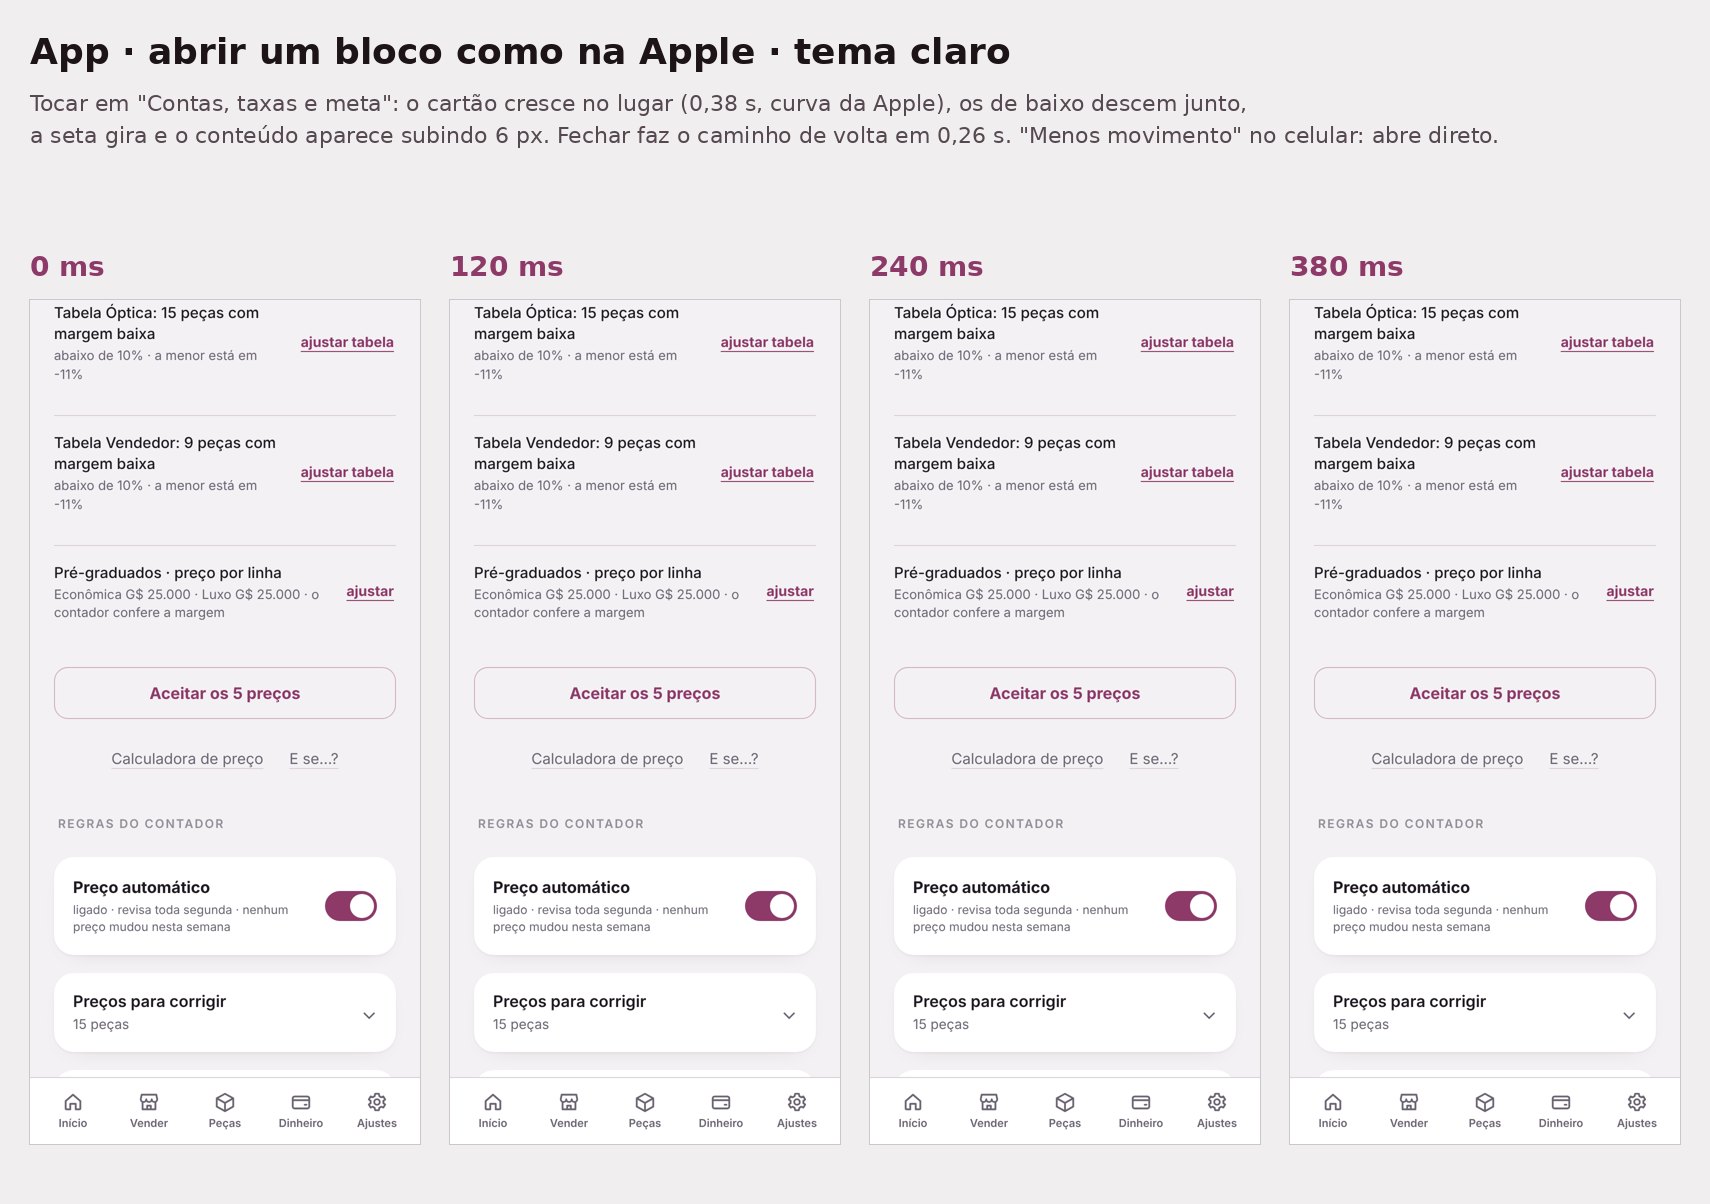 App · abrir um bloco como na Apple · tema claro
Tocar em "Contas, taxas e meta": o cartão cresce no lugar (0,38 s, curva da Apple), os de baixo descem junto,
a seta gira e o conteúdo aparece subindo 6 px. Fechar faz o caminho de volta em 0,26 s. "Menos movimento" no celular: abre direto.
0 ms
Tabela Óptica: 15 peças com
margem baixa
abaixo de 10% · a menor está em
-11%
ajustar tabela
Tabela Vendedor: 9 peças com
margem baixa
abaixo de 10% · a menor está em
-11%
ajustar tabela
Pré-graduados · preço por linha
Econômica G$ 25.000 · Luxo G$ 25.000 · o
contador confere a margem
ajustar
Aceitar os 5 preços
Calculadora de preço E se...?
REGRAS DO CONTADOR
Preço automático
ligado · revisa toda segunda · nenhum
preço mudou nesta semana
Preços para corrigir
15 peças
Início Vender Peças Dinheiro Ajustes
120 ms
Tabela Óptica: 15 peças com
margem baixa
abaixo de 10% · a menor está em
-11%
ajustar tabela
Tabela Vendedor: 9 peças com
margem baixa
abaixo de 10% · a menor está em
-11%
ajustar tabela
Pré-graduados · preço por linha
Econômica G$ 25.000 · Luxo G$ 25.000 · o
contador confere a margem
ajustar
Aceitar os 5 preços
Calculadora de preço E se...?
REGRAS DO CONTADOR
Preço automático
ligado · revisa toda segunda · nenhum
preço mudou nesta semana
Preços para corrigir
15 peças
Início Vender Peças Dinheiro Ajustes
240 ms
Tabela Óptica: 15 peças com
margem baixa
abaixo de 10% · a menor está em
-11%
ajustar tabela
Tabela Vendedor: 9 peças com
margem baixa
abaixo de 10% · a menor está em
-11%
ajustar tabela
Pré-graduados · preço por linha
Econômica G$ 25.000 · Luxo G$ 25.000 · o
contador confere a margem
ajustar
Aceitar os 5 preços
Calculadora de preço E se...?
REGRAS DO CONTADOR
Preço automático
ligado · revisa toda segunda · nenhum
preço mudou nesta semana
Preços para corrigir
15 peças
Início Vender Peças Dinheiro Ajustes
380 ms
Tabela Óptica: 15 peças com
margem baixa
abaixo de 10% · a menor está em
-11%
ajustar tabela
Tabela Vendedor: 9 peças com
margem baixa
abaixo de 10% · a menor está em
-11%
ajustar tabela
Pré-graduados · preço por linha
Econômica G$ 25.000 · Luxo G$ 25.000 · o
contador confere a margem
ajustar
Aceitar os 5 preços
Calculadora de preço E se...?
REGRAS DO CONTADOR
Preço automático
ligado · revisa toda segunda · nenhum
preço mudou nesta semana
Preços para corrigir
15 peças
Início Vender Peças Dinheiro Ajustes